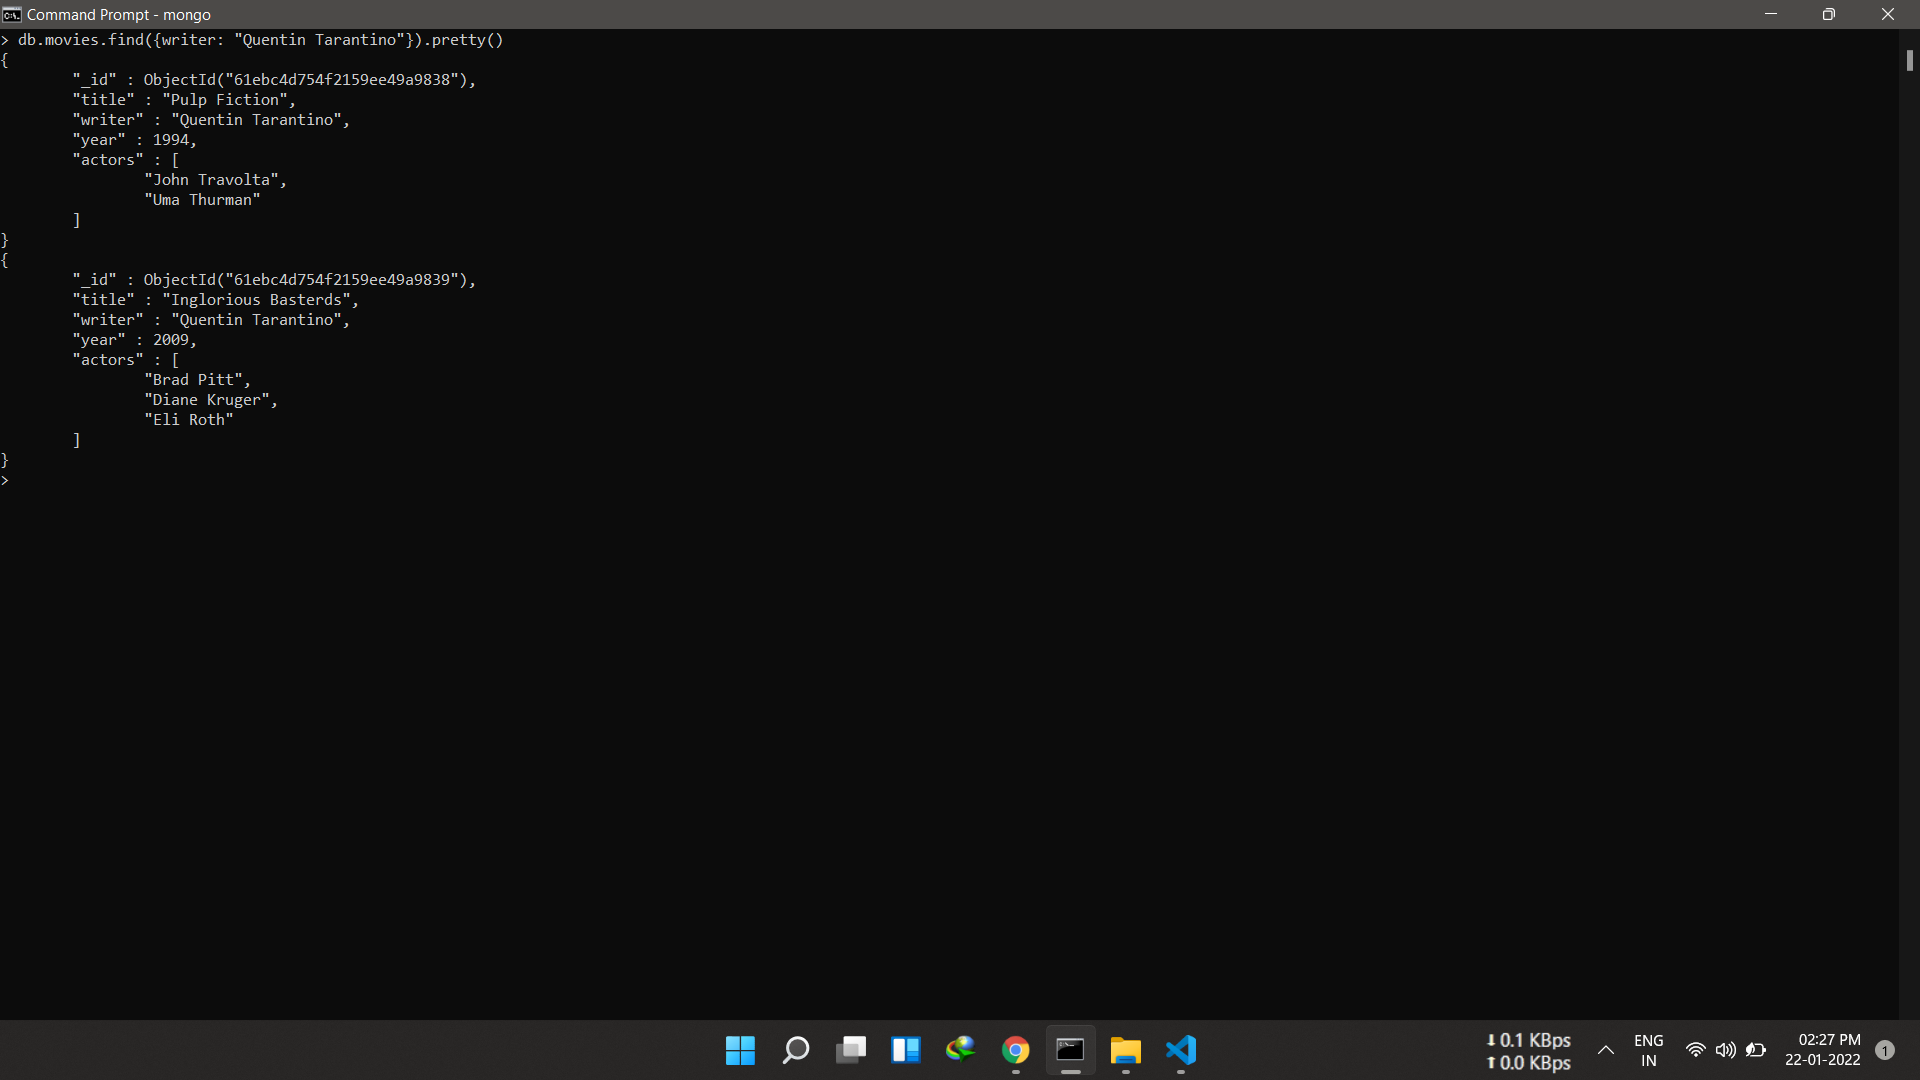 Command Prompt - mongo
> db.movies.find({writer: "Quentin Tarantino"}).pretty()
{
        "_id" : ObjectId("61ebc4d754f2159ee49a9838"),
        "title" : "Pulp Fiction",
        "writer" : "Quentin Tarantino",
        "year" : 1994,
        "actors" : [
                "John Travolta",
                "Uma Thurman"
        ]
}
{
        "_id" : ObjectId("61ebc4d754f2159ee49a9839"),
        "title" : "Inglorious Basterds",
        "writer" : "Quentin Tarantino",
        "year" : 2009,
        "actors" : [
                "Brad Pitt",
                "Diane Kruger",
                "Eli Roth"
        ]
}
>
0.1 KBps
0.0 KBps
ENG
IN
02:27 PM
22-01-2022
1